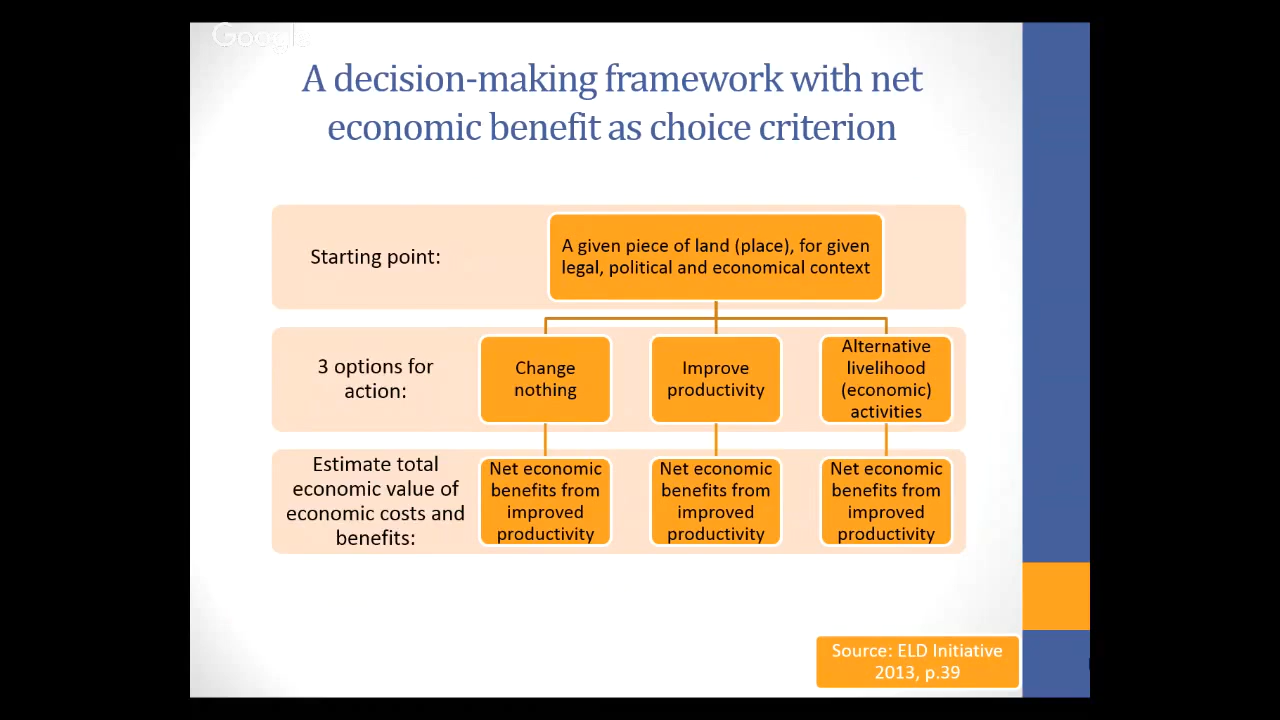 Google
A decision-making framework with net
economic benefit as choice criterion
Starting point:
A given piece of land (place), for given
legal, political and economical context
3 options for
action:
Change
nothing
Improve
productivity
Alternative
livelihood
(economic)
activities
Estimate total
economic value of
economic costs and
benefits:
Net economic
benefits from
improved
productivity
Net economic
benefits from
improved
productivity
Net economic
benefits from
improved
productivity
Source: ELD Initiative
2013, p.39